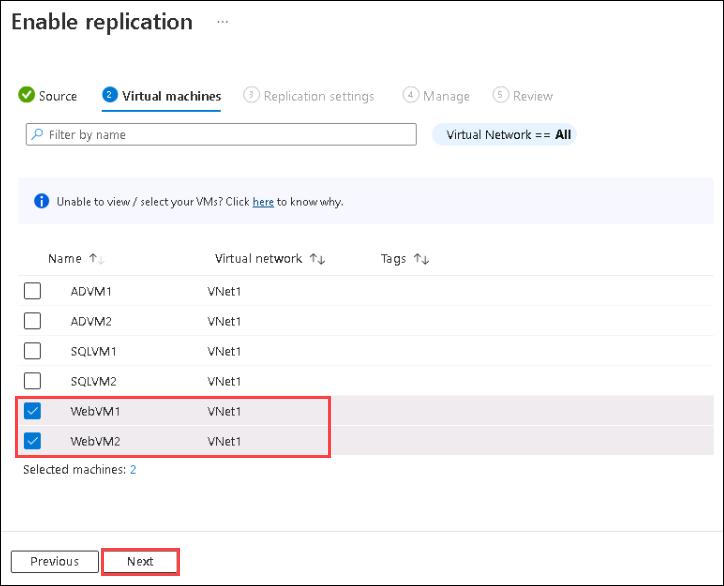 Enable replication ...
Source 2 Virtual machines 3 Replication settings 4 Manage 5 Review
Filter by name Virtual Network == All
Unable to view / select your VMs? Click here to know why.
Name ↑↓ Virtual network ↑↓ Tags ↑↓
ADVM1 VNet1
ADVM2 VNet1
SQLVM1 VNet1
SQLVM2 VNet1
WebVM1 VNet1
WebVM2 VNet1
Selected machines: 2
Previous Next